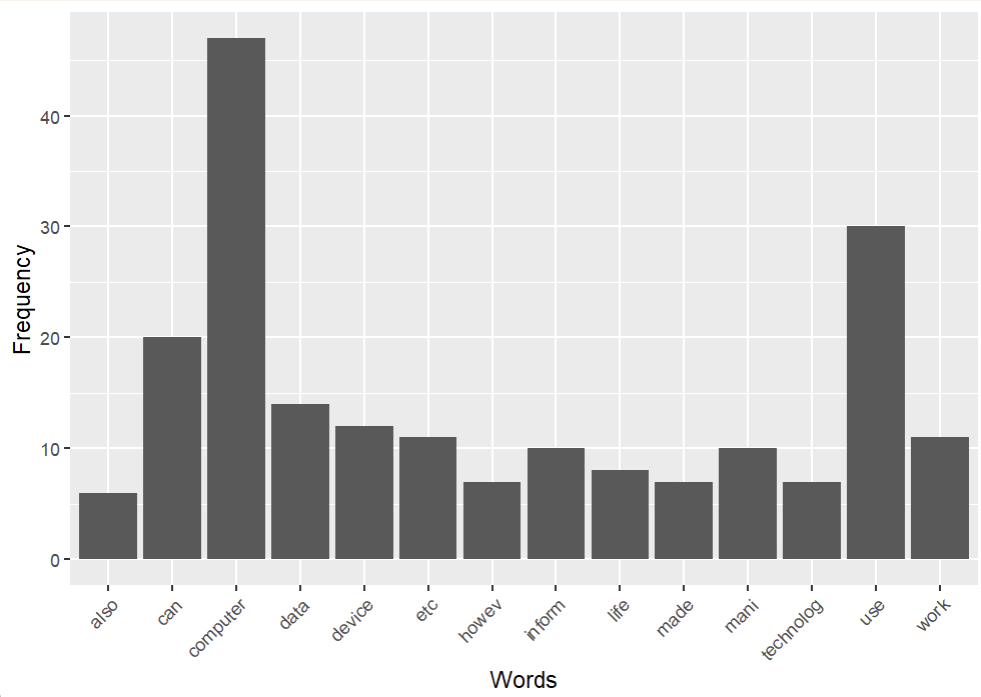 Frequency
40
30
20
10
0
also
can
computer
data
device
etc
howev
inform
life
made
mani
technolog
use
work
Words